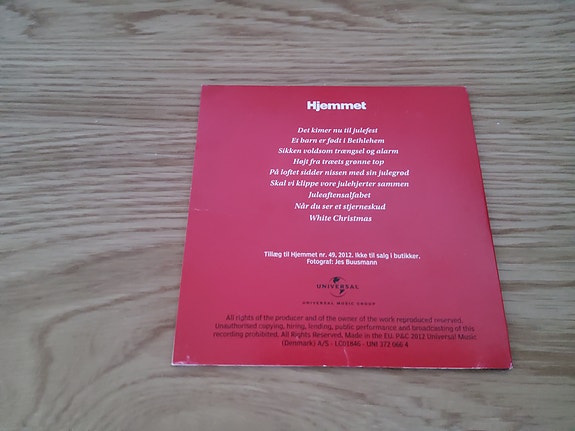 Hjemmet
Det kimer nu til julefest
Et barn er født i Bethlehem
Sikken voldsom trængsel og alarm
Højt fra træets grønne top
På loftet sidder nissen med sin julegrød
Skal vi klippe vore julehjerter sammen
Juleaftensalfabet
Når du ser et stjerneskud
White Christmas
Tillæg til Hjemmet nr. 49, 2012. Ikke til salg i butikker.
Fotograf: Jes Buusmann
UNIVERSAL
UNIVERSAL MUSIC GROUP
All rights of the producer and of the owner of the work reproduced reserved.
Unauthorised copying, hiring, lending, public performance and broadcasting of this
recording prohibited. All Rights Reserved. Made in the EU. P&C 2012 Universal Music
(Denmark) A/S - LC01846 - UNI 372 066 4